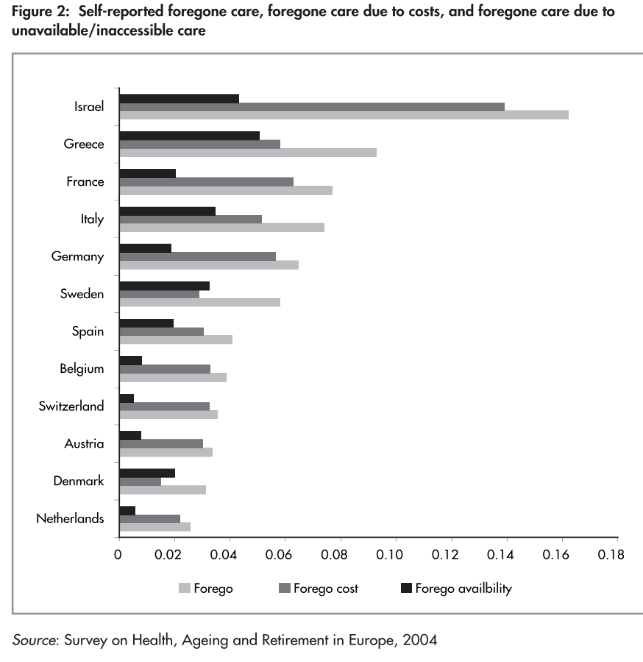 Figure 2: Self-reported foregone care, foregone care due to costs, and foregone care due to
unavailable/inaccessible care
Israel
Greece
France
Italy
Germany
Sweden
Spain
Belgium
Switzerland
Austria
Denmark
Netherlands
0 0.02 0.04 0.06 0.08 0.10 0.12 0.14 0.16 0.18
Forego Forego cost Forego availbility
Source: Survey on Health, Ageing and Retirement in Europe, 2004